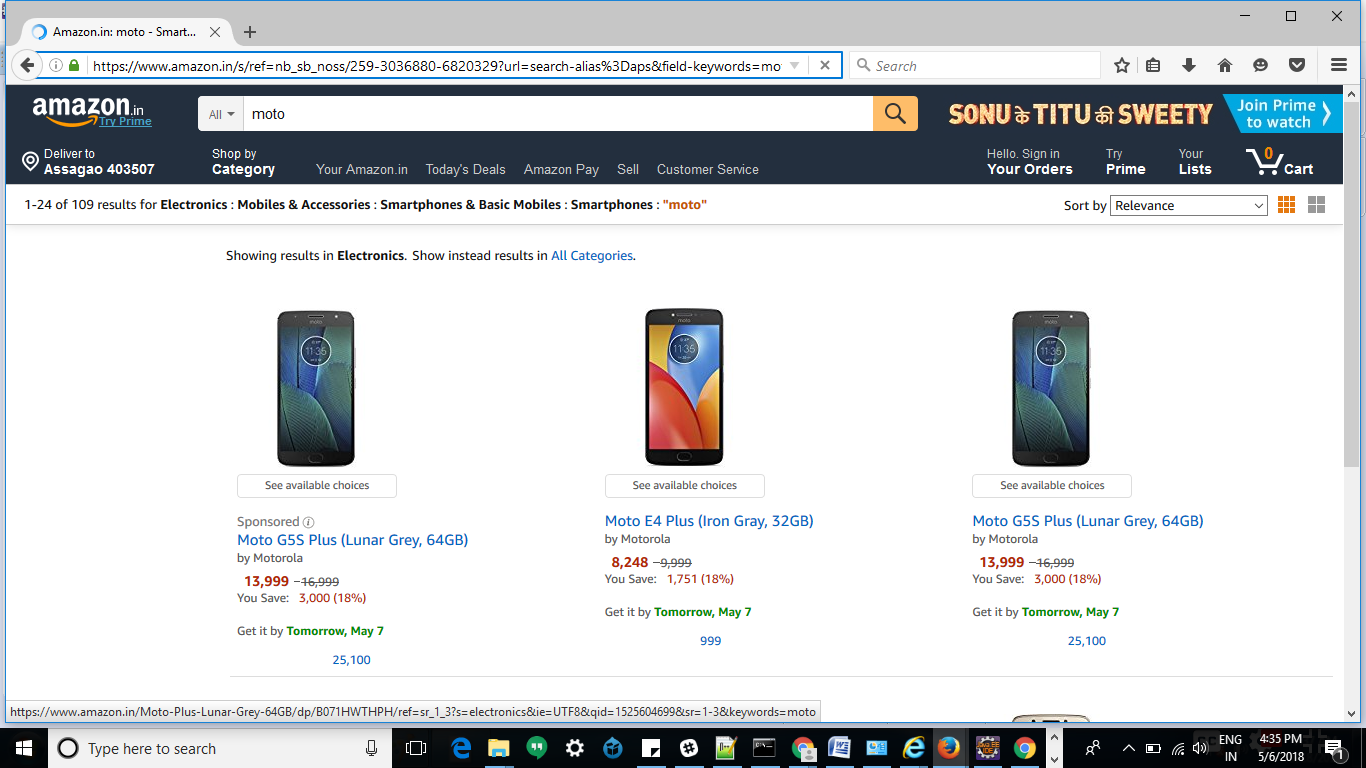 Amazon.in: moto - Smart...
https://www.amazon.in/s/ref=nb_sb_noss/259-3036880-6820329?url=search-alias%3Daps&field-keywords=mo
Search
amazon.in
Try Prime
All
moto
SONU के TITU की SWEETY
Join Prime
to watch
Deliver to
Assagao 403507
Shop by
Category
Your Amazon.in Today's Deals Amazon Pay Sell Customer Service
Hello. Sign in
Your Orders
Try
Prime
Your
Lists
0
Cart
1-24 of 109 results for Electronics : Mobiles & Accessories : Smartphones & Basic Mobiles : Smartphones : "moto"
Sort by Relevance
Showing results in Electronics. Show instead results in All Categories.
11:35
moto
11:35
11:35
See available choices
See available choices
See available choices
Sponsored
Moto G5S Plus (Lunar Grey, 64GB)
by Motorola
13,999 16,999
You Save: 3,000 (18%)
Get it by Tomorrow, May 7
25,100
Moto E4 Plus (Iron Gray, 32GB)
by Motorola
8,248 9,999
You Save: 1,751 (18%)
Get it by Tomorrow, May 7
999
Moto G5S Plus (Lunar Grey, 64GB)
by Motorola
13,999 16,999
You Save: 3,000 (18%)
Get it by Tomorrow, May 7
25,100
https://www.amazon.in/Moto-Plus-Lunar-Grey-64GB/dp/B071HWTHPH/ref=sr_1_3?s=electronics&ie=UTF8&qid=1525604699&sr=1-3&keywords=moto
Type here to search
ENG
IN
4:35 PM
5/6/2018
1